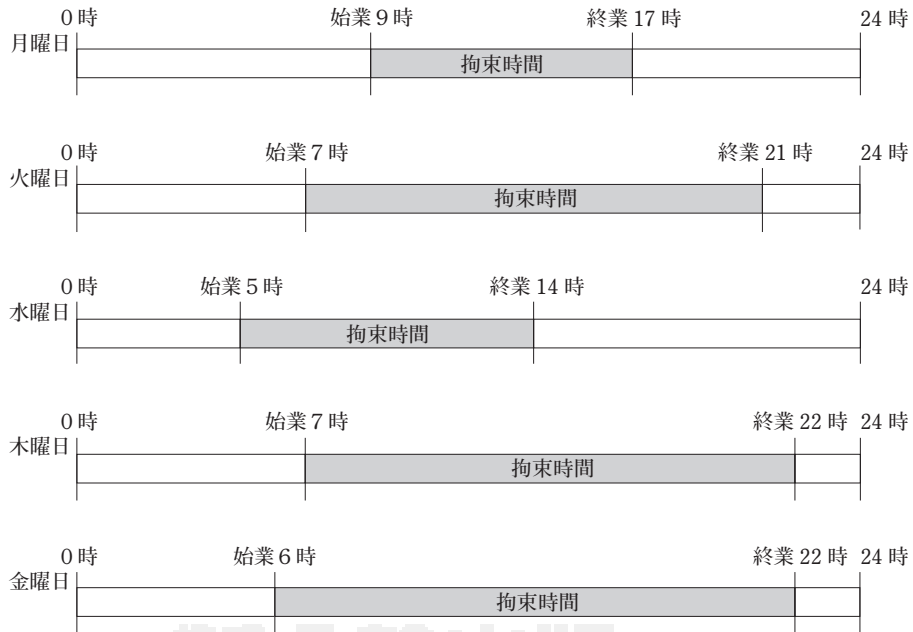 0時 始業9時 終業17時 24時
月曜日
拘束時間
0時 始業7時 終業21時 24時
火曜日
拘束時間
0時 始業5時 終業14時 24時
水曜日
拘束時間
0時 始業7時 終業22時 24時
木曜日
拘束時間
0時 始業6時 終業22時 24時
金曜日
拘束時間